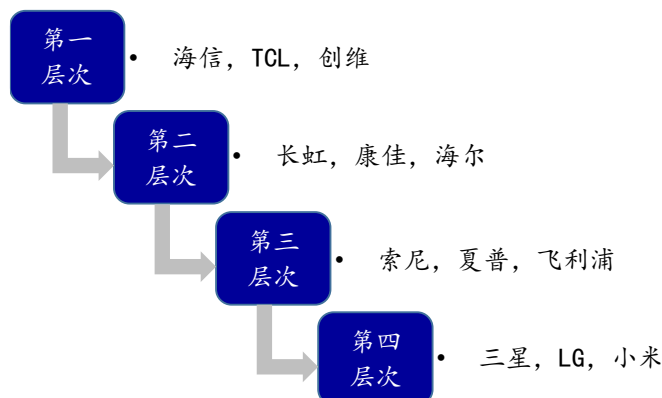 第一
层次
• 海信，TCL，创维
第二
层次
• 长虹，康佳，海尔
第三
层次
• 索尼，夏普，飞利浦
第四
层次
• 三星，LG，小米